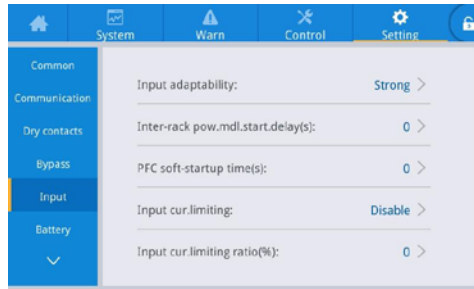 System
Warn
Control
Setting
Common
Communication
Dry contacts
Bypass
Input
Battery
Input adaptability: Strong
Inter-rack pow.mdl.start.delay(s): 0
PFC soft-startup time(s): 0
Input cur.limiting: Disable
Input cur.limiting ratio(%): 0